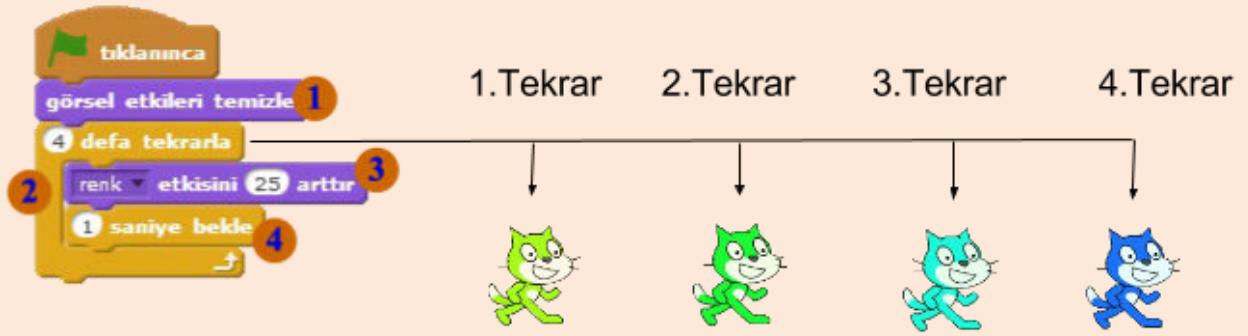 tıklanınca
görsel etkileri temizle 1
4 defa tekrarla
2
renk etkisini 25 arttır 3
1 saniye bekle 4
1.Tekrar 2.Tekrar 3.Tekrar 4.Tekrar